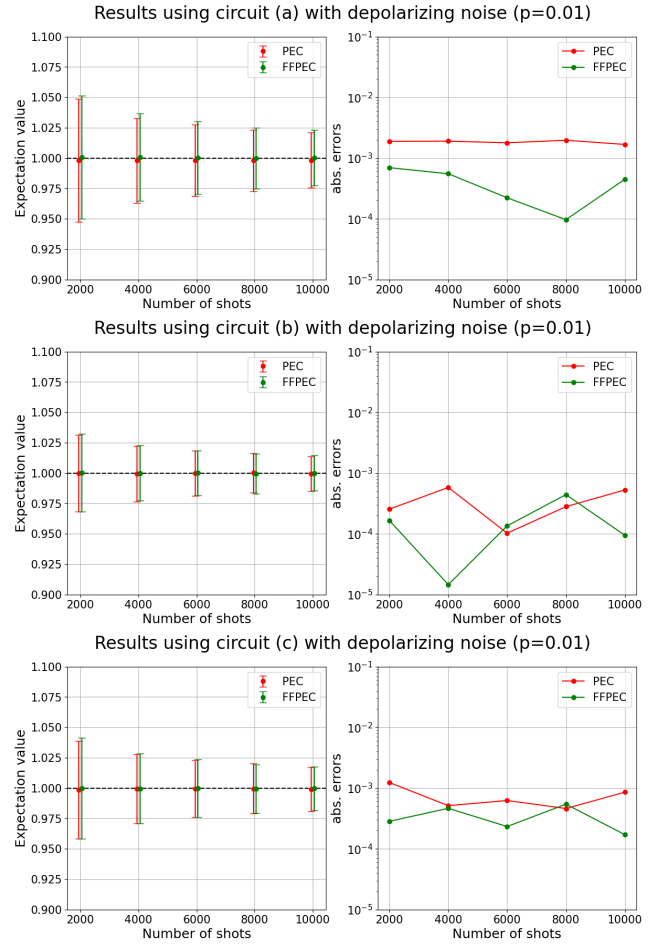 Results using circuit (a) with depolarizing noise (p=0.01)
Expectation value
1.100
1.075
1.050
1.025
1.000
0.975
0.950
0.925
0.900
PEC
FFPEC
2000 4000 6000 8000 10000
Number of shots
abs. errors
10⁻¹
10⁻²
10⁻³
10⁻⁴
10⁻⁵
PEC
FFPEC
2000 4000 6000 8000 10000
Number of shots
Results using circuit (b) with depolarizing noise (p=0.01)
Expectation value
1.100
1.075
1.050
1.025
1.000
0.975
0.950
0.925
0.900
PEC
FFPEC
2000 4000 6000 8000 10000
Number of shots
abs. errors
10⁻¹
10⁻²
10⁻³
10⁻⁴
10⁻⁵
PEC
FFPEC
2000 4000 6000 8000 10000
Number of shots
Results using circuit (c) with depolarizing noise (p=0.01)
Expectation value
1.100
1.075
1.050
1.025
1.000
0.975
0.950
0.925
0.900
PEC
FFPEC
2000 4000 6000 8000 10000
Number of shots
abs. errors
10⁻¹
10⁻²
10⁻³
10⁻⁴
10⁻⁵
PEC
FFPEC
2000 4000 6000 8000 10000
Number of shots